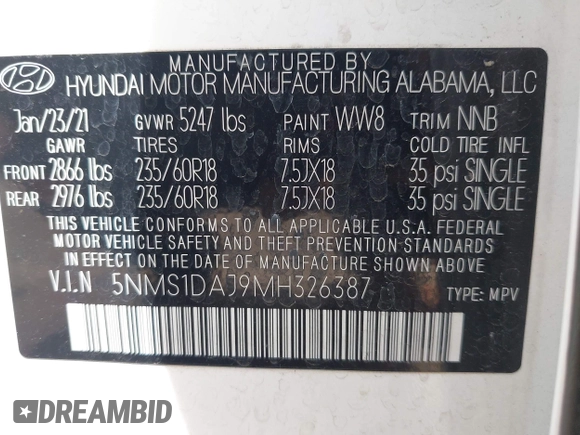 MANUFACTURED BY
HYUNDAI MOTOR MANUFACTURING ALABAMA, LLC
Jan/23/21 GVWR 5247 lbs PAINT WW8 TRIM NNB
GAWR TIRES RIMS COLD TIRE INFL
FRONT 2866 lbs 235/60R18 7.5JX18 35 psi SINGLE
REAR 2976 lbs 235/60R18 7.5JX18 35 psi SINGLE
THIS VEHICLE CONFORMS TO ALL APPLICABLE U.S.A. FEDERAL
MOTOR VEHICLE SAFETY AND THEFT PREVENTION STANDARDS
IN EFFECT ON THE DATE OF MANUFACTURE SHOWN ABOVE.
V.I.N 5NMS1DAJ9MH326387 TYPE: MPV
DREAMBID